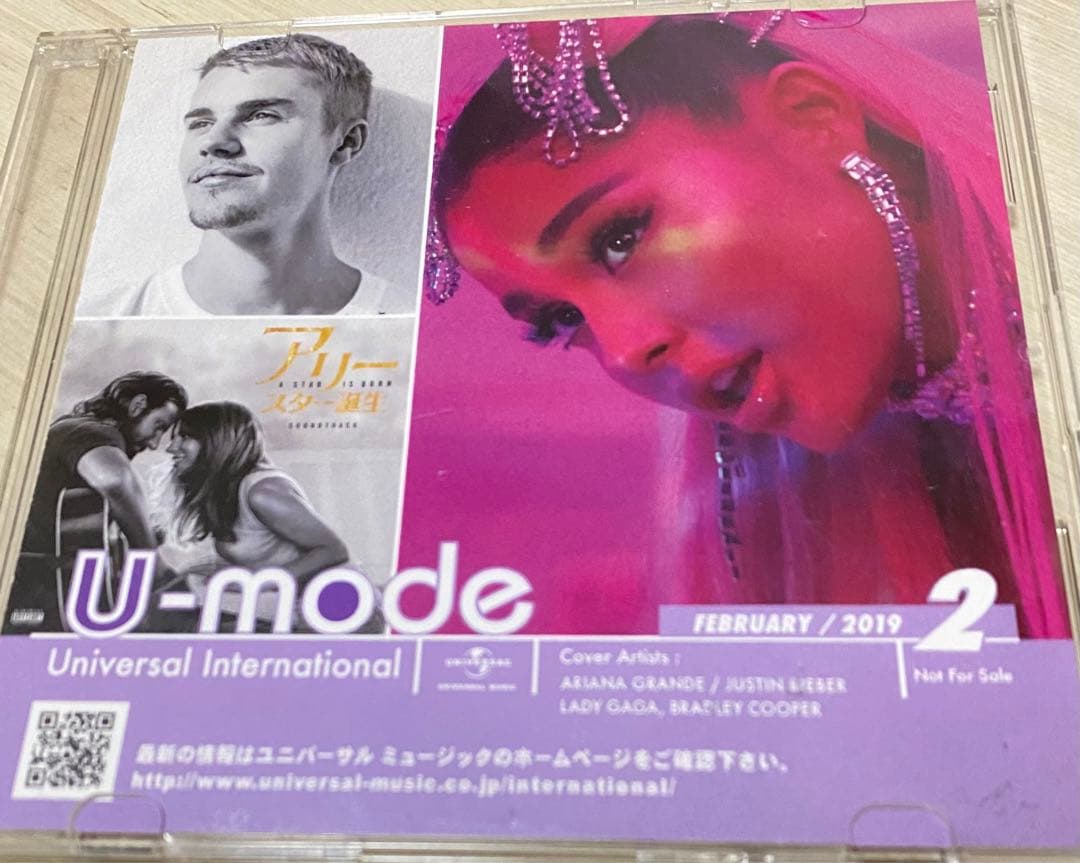 アリー
A STAR IS BORN
スター誕生
SOUNDTRACK
U-mode
FEBRUARY / 2019 2
Universal International
UNIVERSAL
UNIVERSAL MUSIC
Cover Artists :
ARIANA GRANDE / JUSTIN BIEBER
LADY GAGA, BRADLEY COOPER
Not For Sale
最新の情報はユニバーサル ミュージックのホームページをご確認下さい。
http://www.universal-music.co.jp/international/